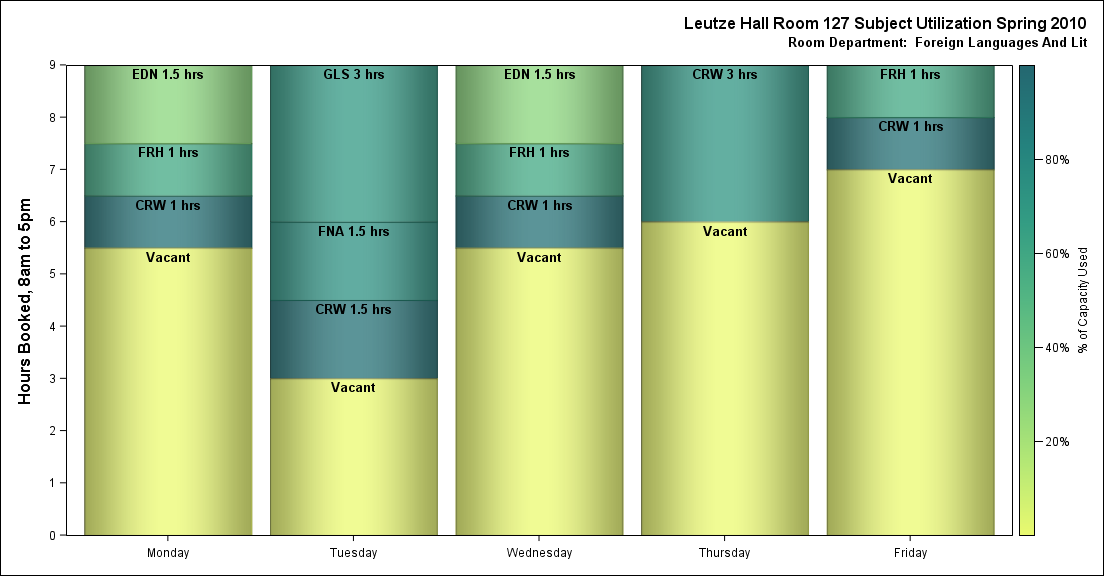 Leutze Hall Room 127 Subject Utilization Spring 2010
Room Department: Foreign Languages And Lit
Hours Booked, 8am to 5pm
9
8
7
6
5
4
3
2
1
0
EDN 1.5 hrs
FRH 1 hrs
CRW 1 hrs
Vacant
GLS 3 hrs
FNA 1.5 hrs
CRW 1.5 hrs
Vacant
EDN 1.5 hrs
FRH 1 hrs
CRW 1 hrs
Vacant
CRW 3 hrs
Vacant
FRH 1 hrs
CRW 1 hrs
Vacant
Monday
Tuesday
Wednesday
Thursday
Friday
80%
60%
40%
20%
% of Capacity Used